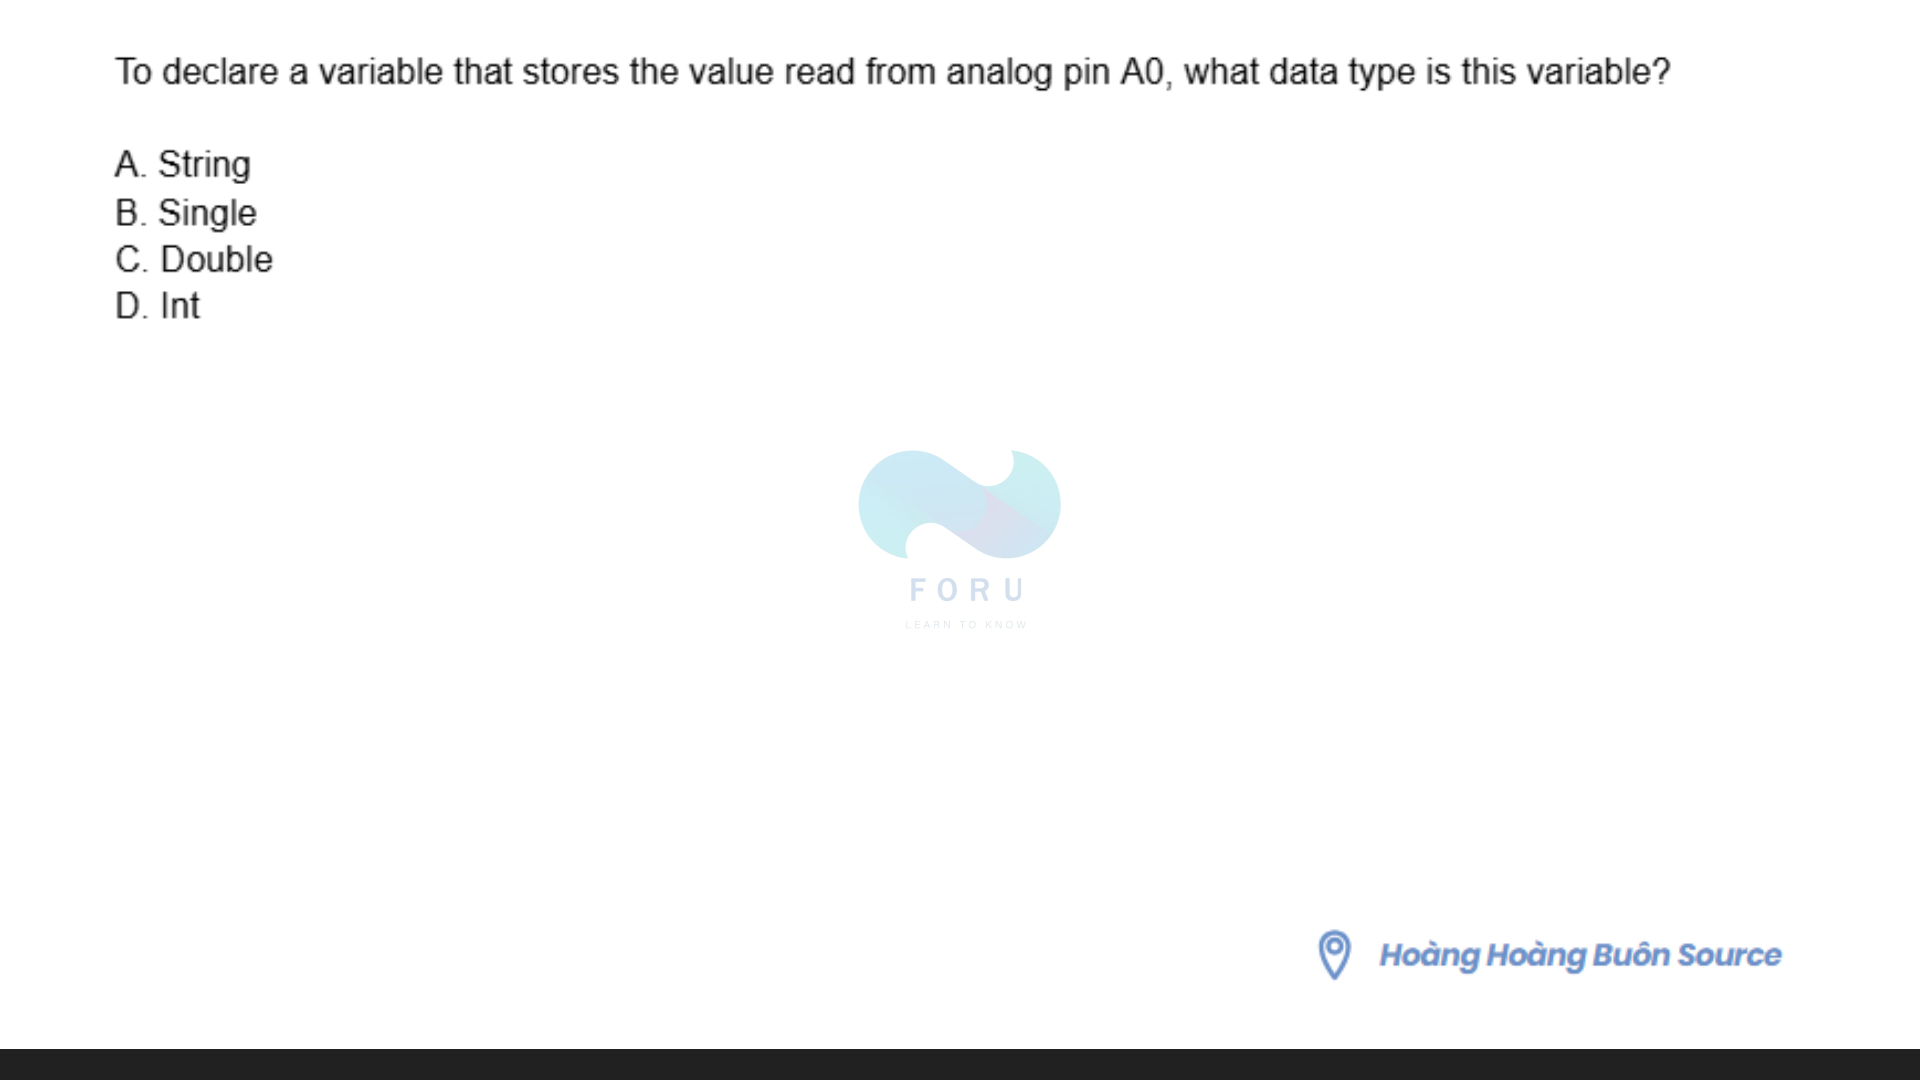 To declare a variable that stores the value read from analog pin A0, what data type is this variable?
A. String
B. Single
C. Double
D. Int
FORU
LEARN TO KNOW
Hoàng Hoàng Buôn Source